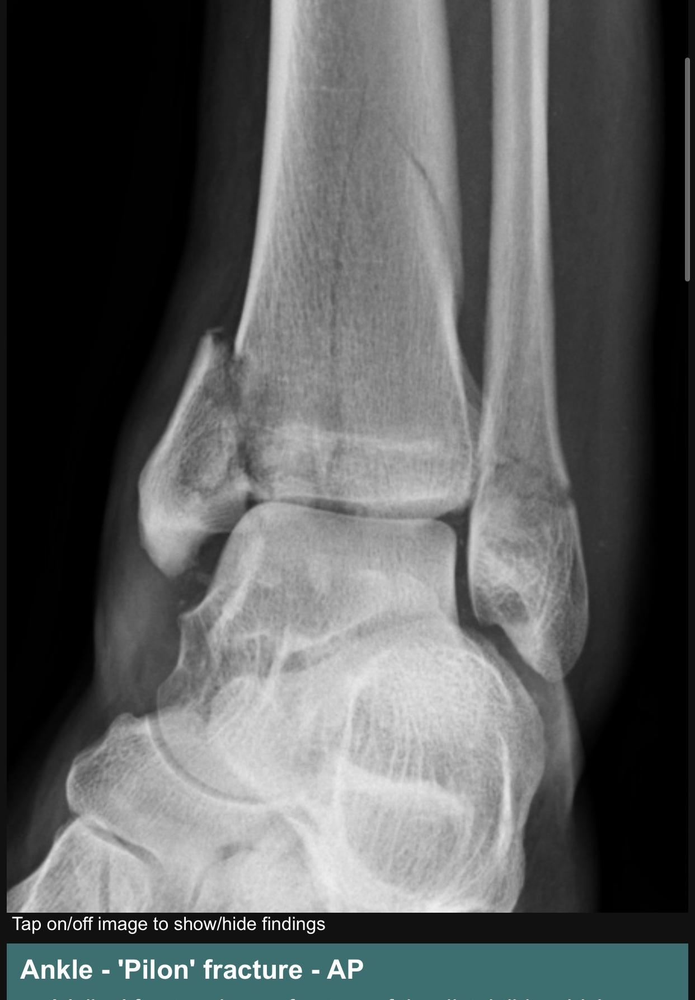 Tap on/off image to show/hide findings
Ankle - 'Pilon' fracture - AP